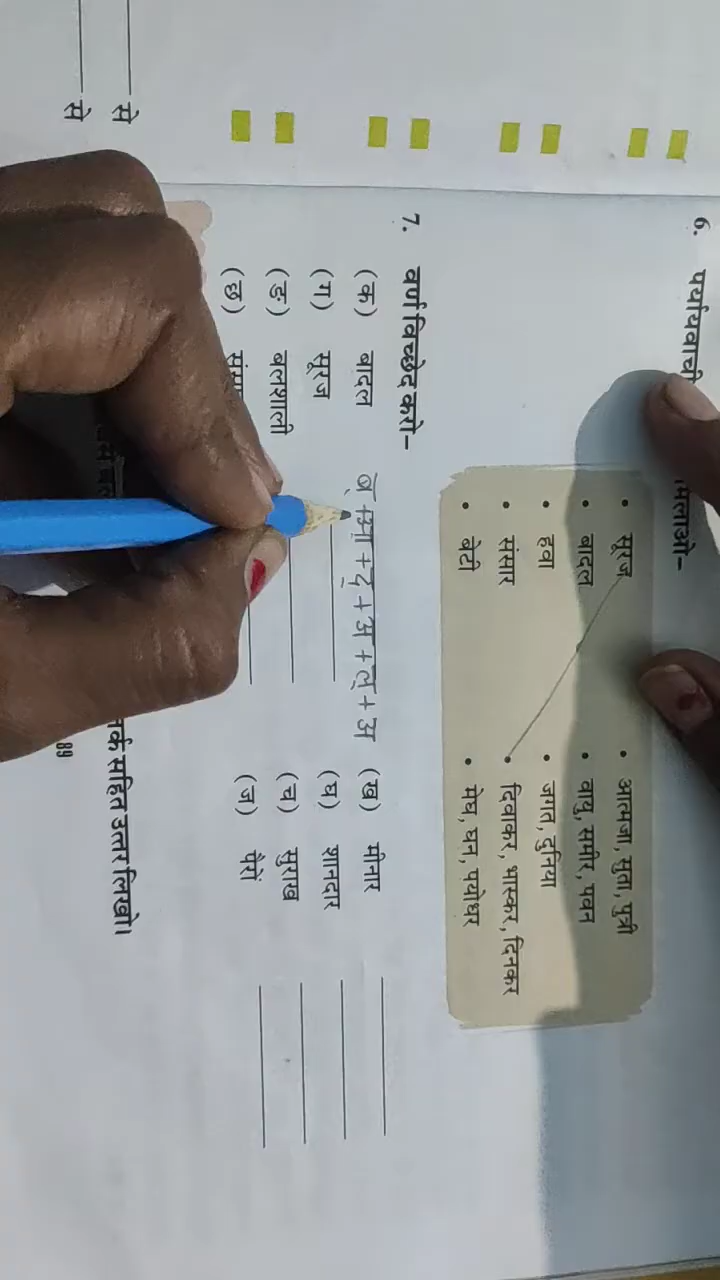 से
से
6. पर्यायवाची मिलाओ–
• सूरज • आत्मजा, सुता, पुत्री
• बादल • वायु, समीर, पवन
• हवा • जगत, दुनिया
• संसार • दिवाकर, भास्कर, दिनकर
• बेटी • मेघ, घन, पयोधर
7. वर्ण विच्छेद करो–
(क) बादल ब् +आ + द् + अ + ल् + अ (ख) मीनार
(ग) सूरज (घ) शानदार
(ङ) बलशाली (च) सुराख
(छ) (ज) पैरों
सहित उत्तर लिखो।
89